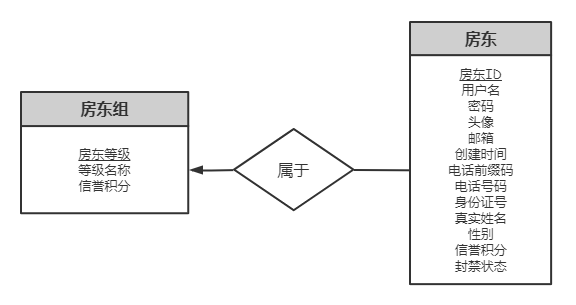 房东组
房东等级
等级名称
信誉积分
属于
房东
房东ID
用户名
密码
头像
邮箱
创建时间
电话前缀码
电话号码
身份证号
真实姓名
性别
信誉积分
封禁状态